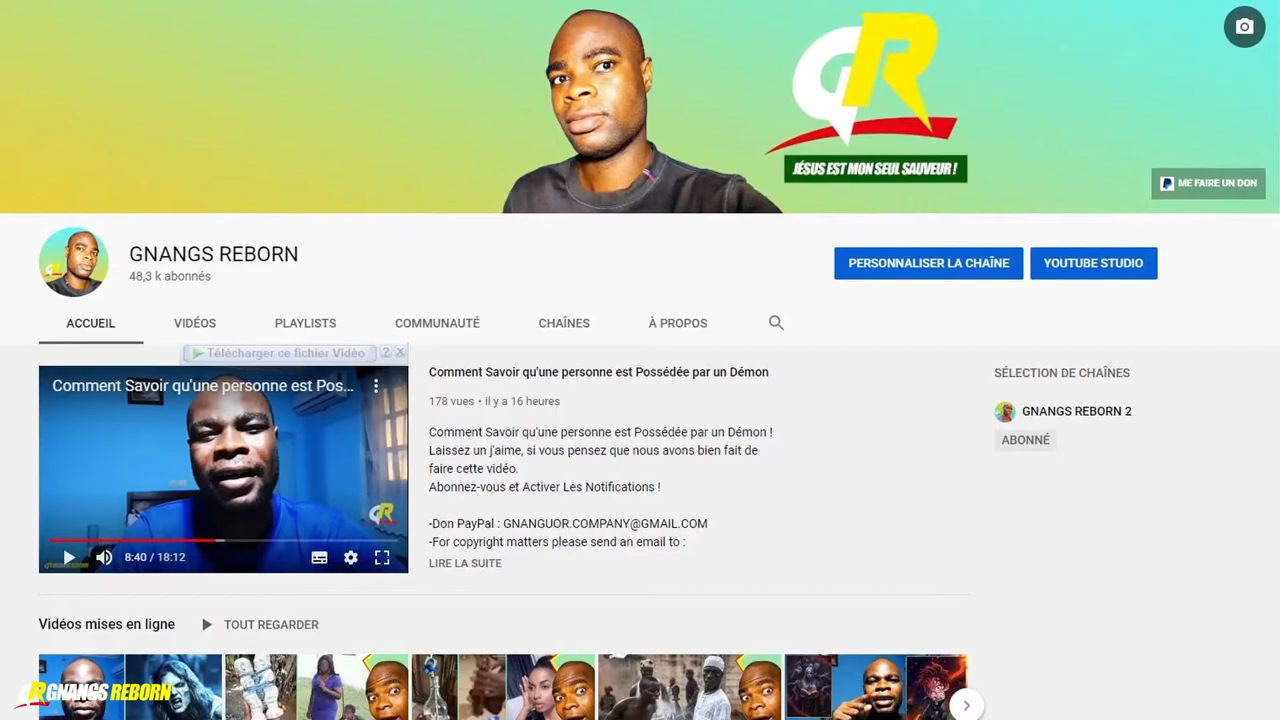 GR
JÉSUS EST MON SEUL SAUVEUR !
ME FAIRE UN DON
GNANGS REBORN
48,3 k abonnés
PERSONNALISER LA CHAÎNE
YOUTUBE STUDIO
ACCUEIL
VIDÉOS
PLAYLISTS
COMMUNAUTÉ
CHAÎNES
À PROPOS
Télécharger ce fichier Vidéo ? X
Comment Savoir qu'une personne est Pos...
GR
8:40 / 18:12
GNANGS REBORN
Comment Savoir qu'une personne est Possédée par un Démon
178 vues • il y a 16 heures
Comment Savoir qu'une personne est Possédée par un Démon !
Laissez un j'aime, si vous pensez que nous avons bien fait de
faire cette vidéo.
Abonnez-vous et Activer Les Notifications !
-Don PayPal : GNANGUOR.COMPANY@GMAIL.COM
-For copyright matters please send an email to :
LIRE LA SUITE
SÉLECTION DE CHAÎNES
GNANGS REBORN 2
ABONNÉ
Vidéos mises en ligne
TOUT REGARDER
GR GNANGS REBORN